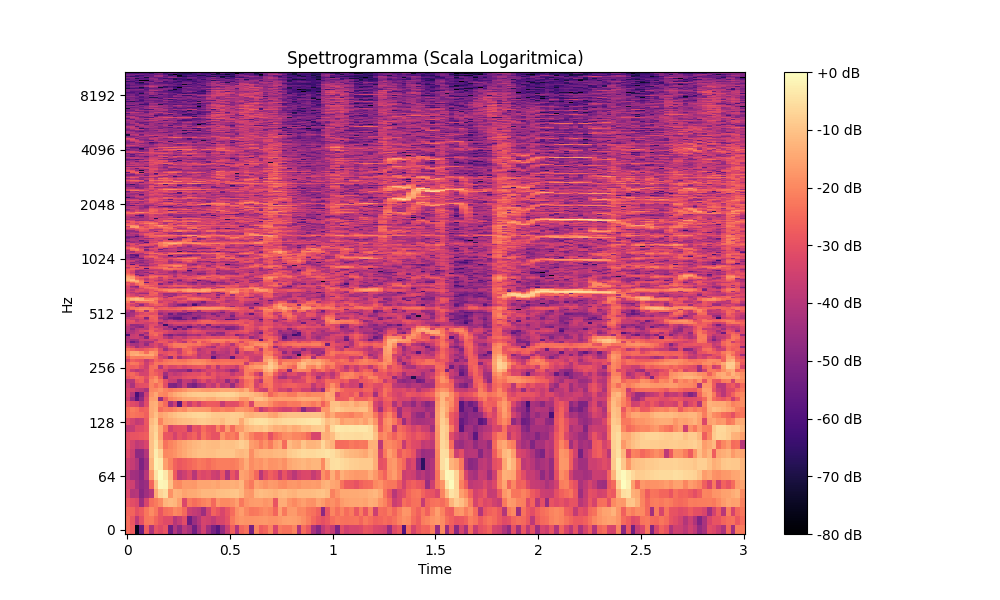 Spettrogramma (Scala Logaritmica)
Hz
8192
4096
2048
1024
512
256
128
64
0
0
0.5
1
1.5
2
2.5
3
Time
+0 dB
-10 dB
-20 dB
-30 dB
-40 dB
-50 dB
-60 dB
-70 dB
-80 dB